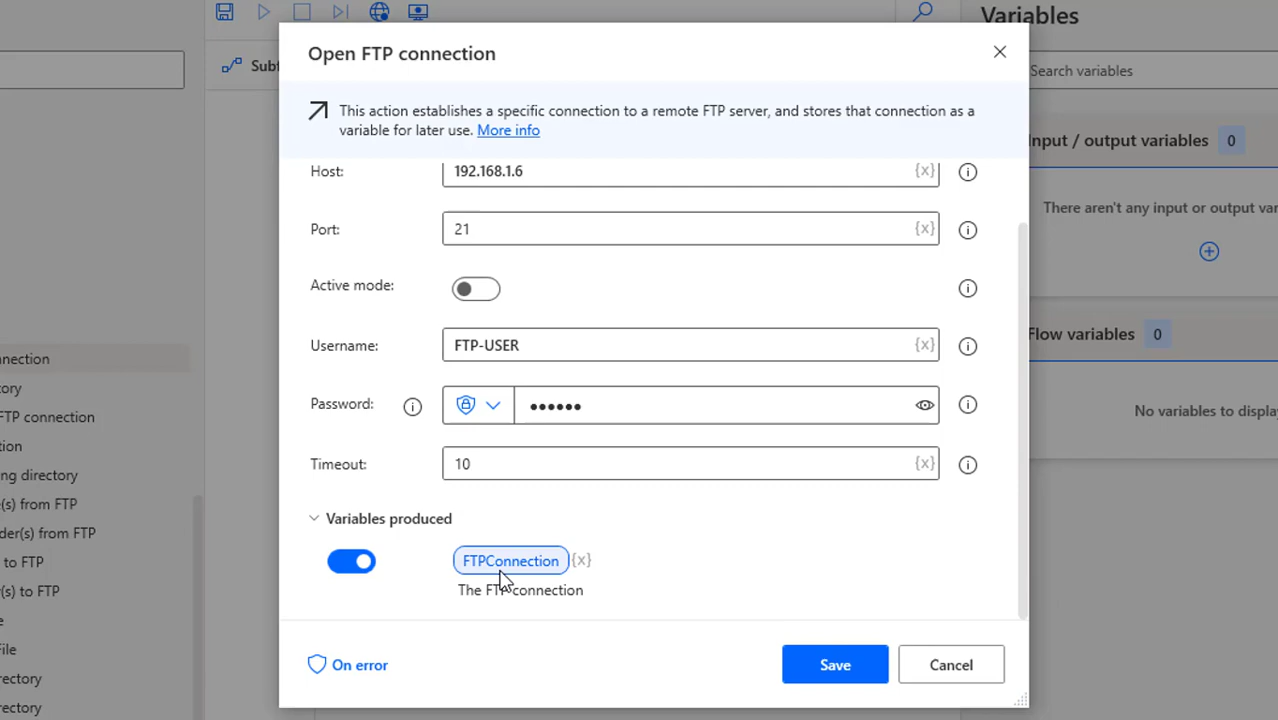 Variables
Open FTP connection
Subf
Search variables
This action establishes a specific connection to a remote FTP server, and stores that connection as a
variable for later use. More info
Input / output variables 0
There aren't any input or output var
Host: 192.168.1.6 {x}
Port: 21 {x}
Active mode:
Flow variables 0
No variables to displa
Username: FTP-USER {x}
Password: ••••••
Timeout: 10 {x}
Variables produced
FTPConnection {x}
The FTP connection
On error
Save
Cancel
nnection
ory
FTP connection
tion
ng directory
(s) from FTP
der(s) from FTP
to FTP
r(s) to FTP
e
File
rectory
rectory